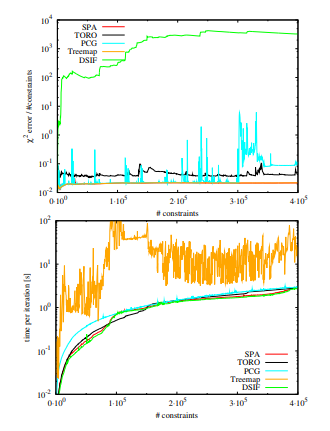 10^4
10^3
10^2
10^1
10^0
10^-1
10^-2
χ^2 error / #constraints
SPA
TORO
PCG
Treemap
DSIF
0·10^0 1·10^5 2·10^5 3·10^5 4·10^5
# constraints
10^2
10^1
10^0
10^-1
10^-2
time per iteration [s]
SPA
TORO
PCG
Treemap
DSIF
0·10^0 1·10^5 2·10^5 3·10^5 4·10^5
# constraints